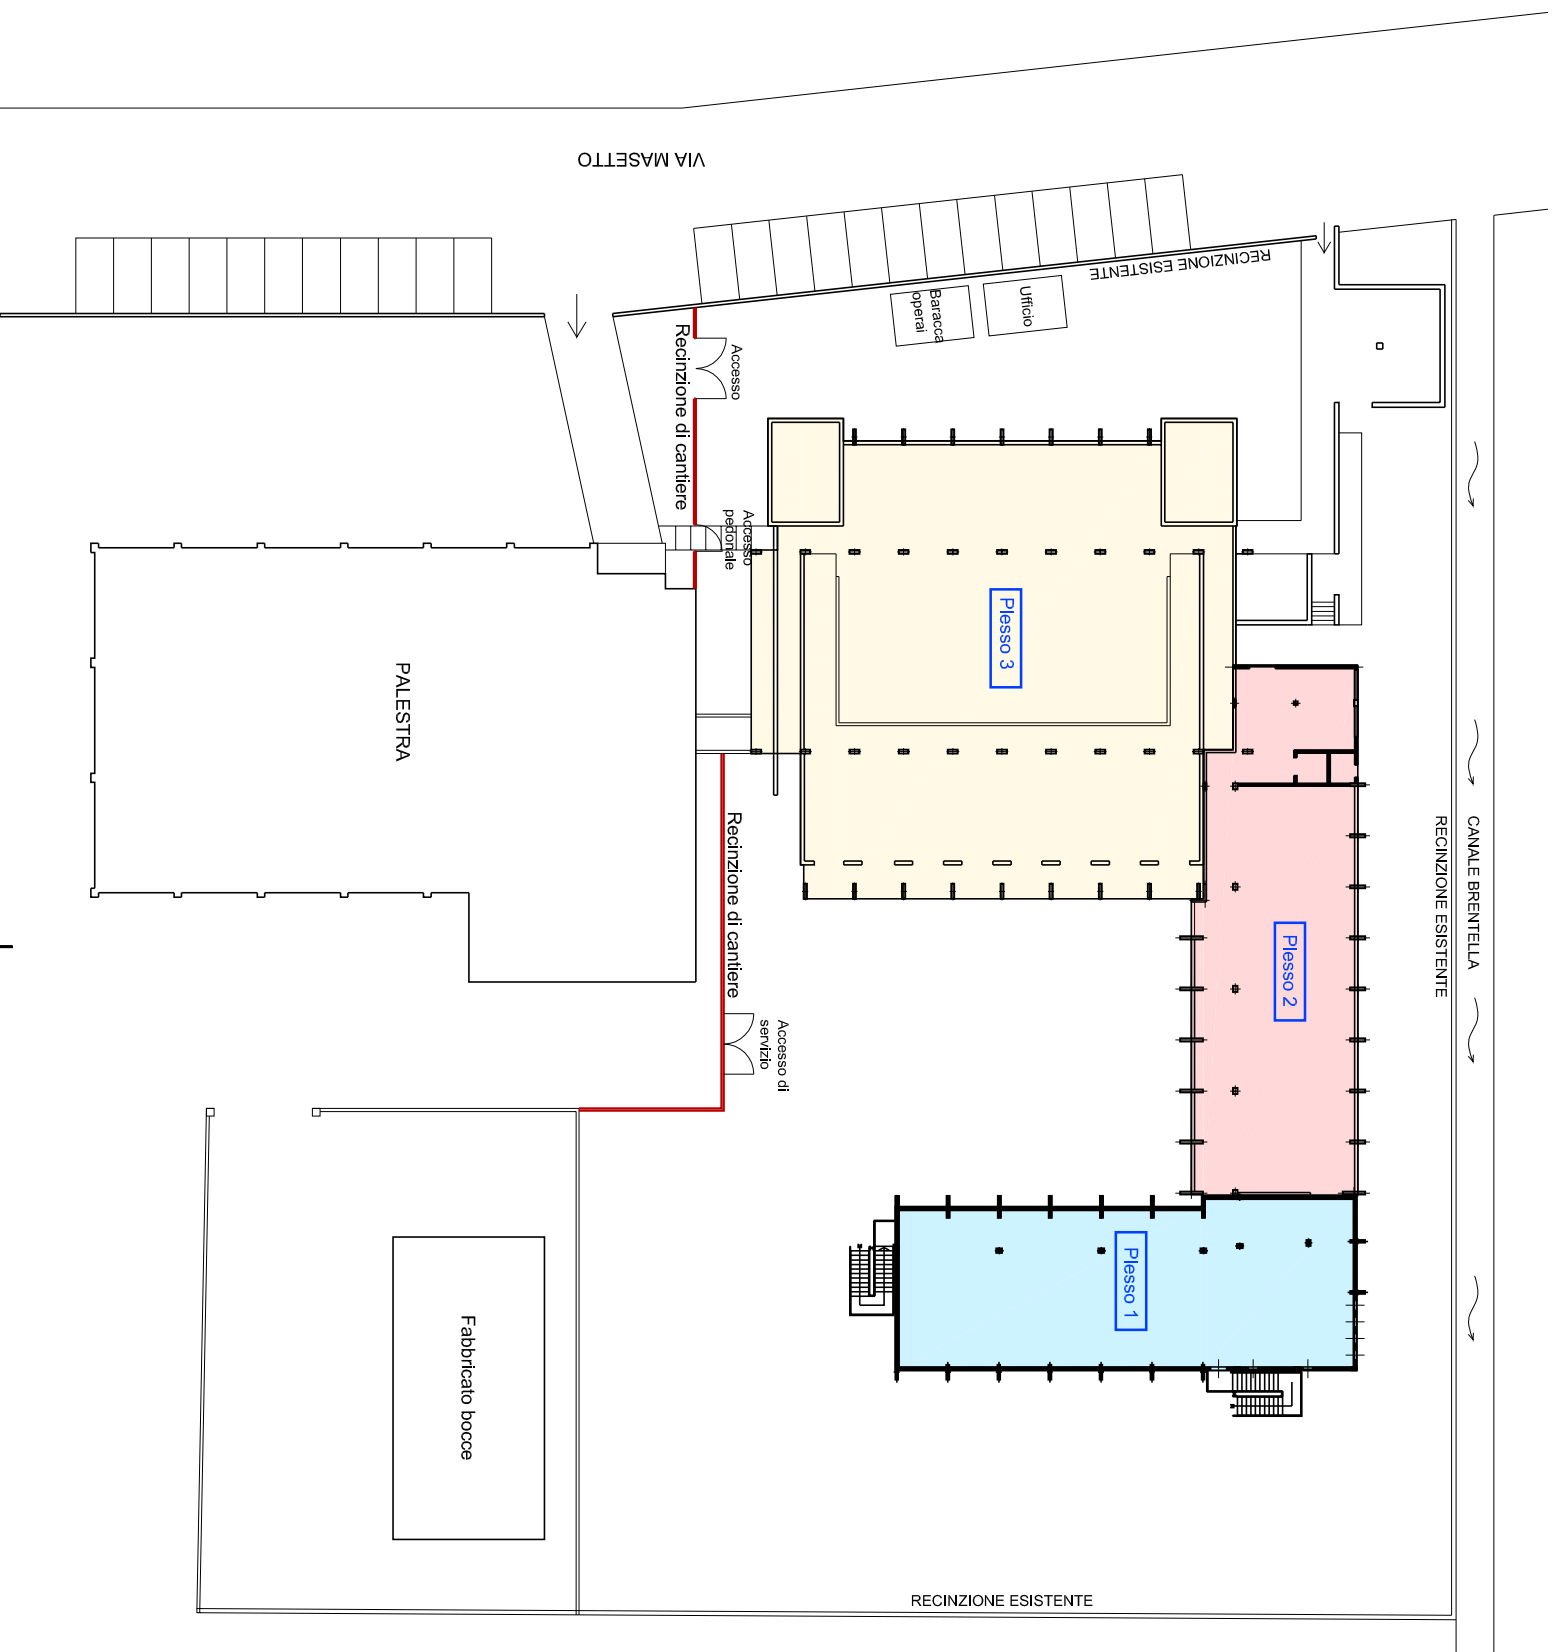 VIA MASETTO
RECINZIONE ESISTENTE
Ufficio
Baracca
operai
Accesso
Recinzione di cantiere
Accesso
pedonale
Plesso 3
PALESTRA
Recinzione di cantiere
CANALE BRENTELLA
RECINZIONE ESISTENTE
Plesso 2
Accesso di
servizio
Plesso 1
Fabbricato bocce
RECINZIONE ESISTENTE